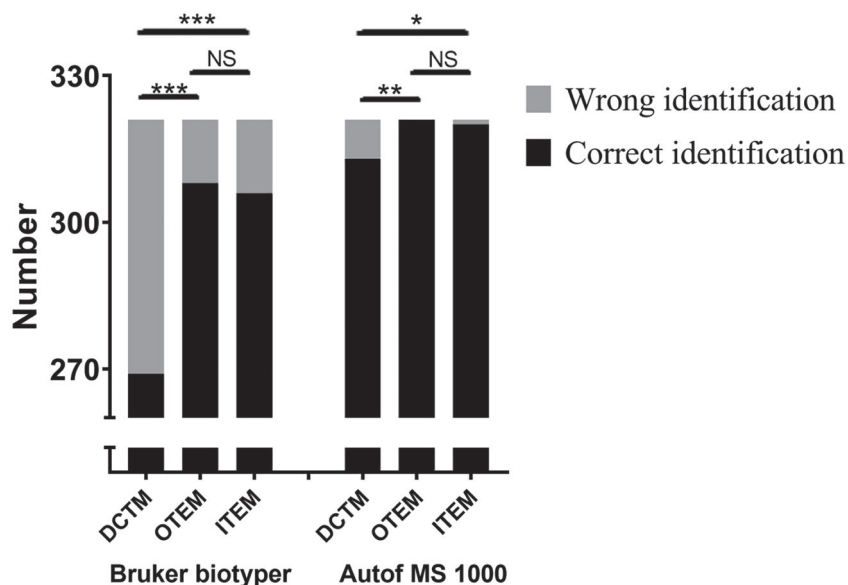 *** *
NS NS
*** **
330
300
270
Number
Wrong identification
Correct identification
DCTM OTEM ITEM DCTM OTEM ITEM
Bruker biotyper Autof MS 1000